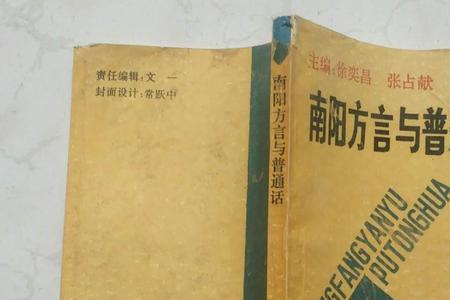 责任编辑:文 一
封面设计:常跃中
南阳方言与普通话
主编:徐奕昌 张占献
南阳方言与普
NGFANGYANYU
PUTONGHUA